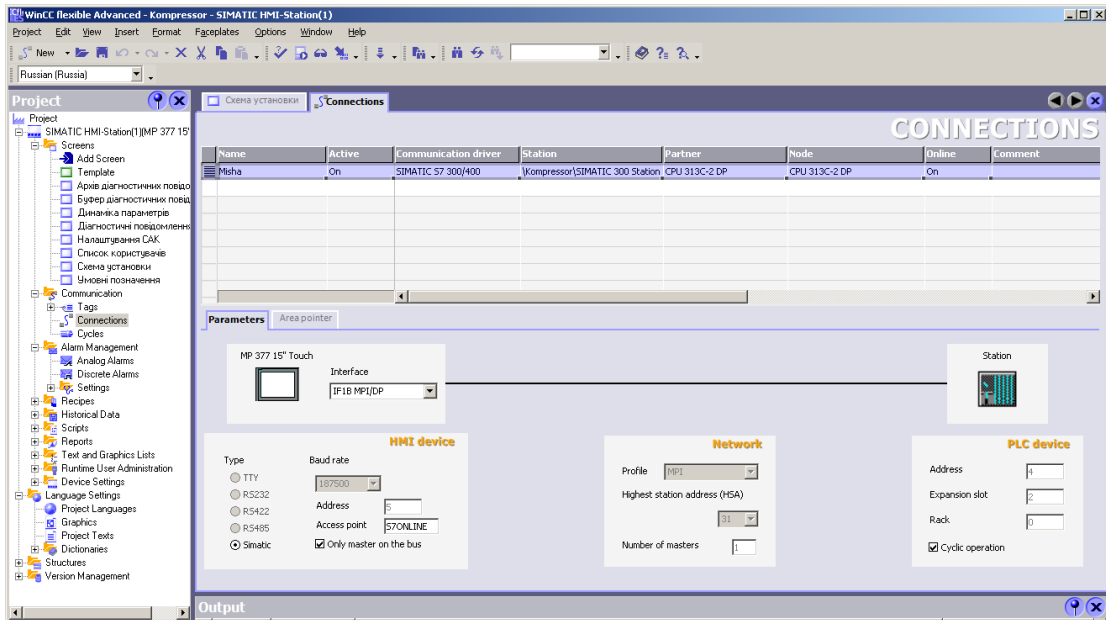 WinCC flexible Advanced - Kompressor - SIMATIC HMI-Station(1)
Project Edit View Insert Format Faceplates Options Window Help
New
Russian (Russia)
Project
Схема установки
Connections
Project
SIMATIC HMI-Station(1)(MP 377 15'
Screens
Add Screen
Template
Архів діагностичних повідо
Буфер діагностичних повід
Динаміка параметрів
Діагностичні повідомлення
Налаштування САК
Список користувачів
Схема установки
Умовні позначення
Communication
Tags
Connections
Cycles
Alarm Management
Analog Alarms
Discrete Alarms
Settings
Recipes
Historical Data
Scripts
Reports
Text and Graphics Lists
Runtime User Administration
Device Settings
Language Settings
Project Languages
Graphics
Project Texts
Dictionaries
Structures
Version Management
CONNECTIONS
Name Active Communication driver Station Partner Node Online Comment
Misha On SIMATIC S7 300/400 \Kompressor\SIMATIC 300 Station CPU 313C-2 DP CPU 313C-2 DP On
Parameters Area pointer
MP 377 15" Touch
Interface
IF1B MPI/DP
Station
HMI device
Type Baud rate
TTY
187500
RS232
RS422
Address 5
RS485
Access point S7ONLINE
Simatic
Only master on the bus
Network
Profile MPI
Highest station address (HSA)
31
Number of masters 1
PLC device
Address 4
Expansion slot 2
Rack 0
Cyclic operation
Output